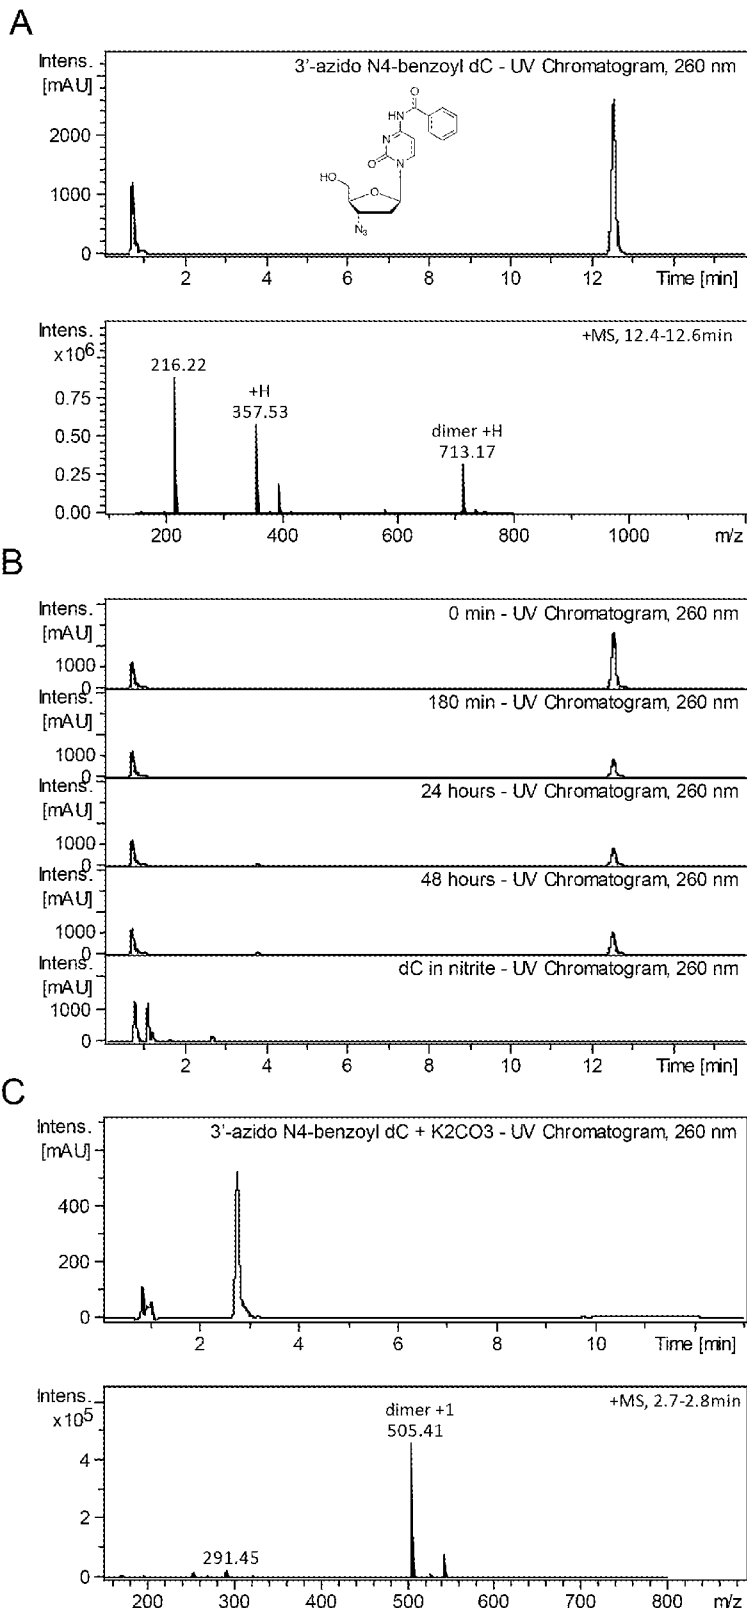 A
Intens.
[mAU]
3'-azido N4-benzoyl dC - UV Chromatogram, 260 nm
2000
1000
0
O
HN
N
O
N
HO
O
N3
2 4 6 8 10 12 Time [min]
Intens.
x10^6
+MS, 12.4-12.6min
216.22
+H
357.53
dimer +H
713.17
0.75
0.50
0.25
0.00
200 400 600 800 1000 m/z
B
Intens.
[mAU]
0 min - UV Chromatogram, 260 nm
1000
0
Intens.
[mAU]
180 min - UV Chromatogram, 260 nm
1000
0
Intens.
[mAU]
24 hours - UV Chromatogram, 260 nm
1000
0
Intens.
[mAU]
48 hours - UV Chromatogram, 260 nm
1000
0
Intens.
[mAU]
dC in nitrite - UV Chromatogram, 260 nm
1000
0
2 4 6 8 10 12 Time [min]
C
Intens.
[mAU]
3'-azido N4-benzoyl dC + K2CO3 - UV Chromatogram, 260 nm
400
200
0
2 4 6 8 10 Time [min]
Intens.
x10^5
+MS, 2.7-2.8min
dimer +1
505.41
4
2
291.45
0
200 300 400 500 600 700 800 m/z